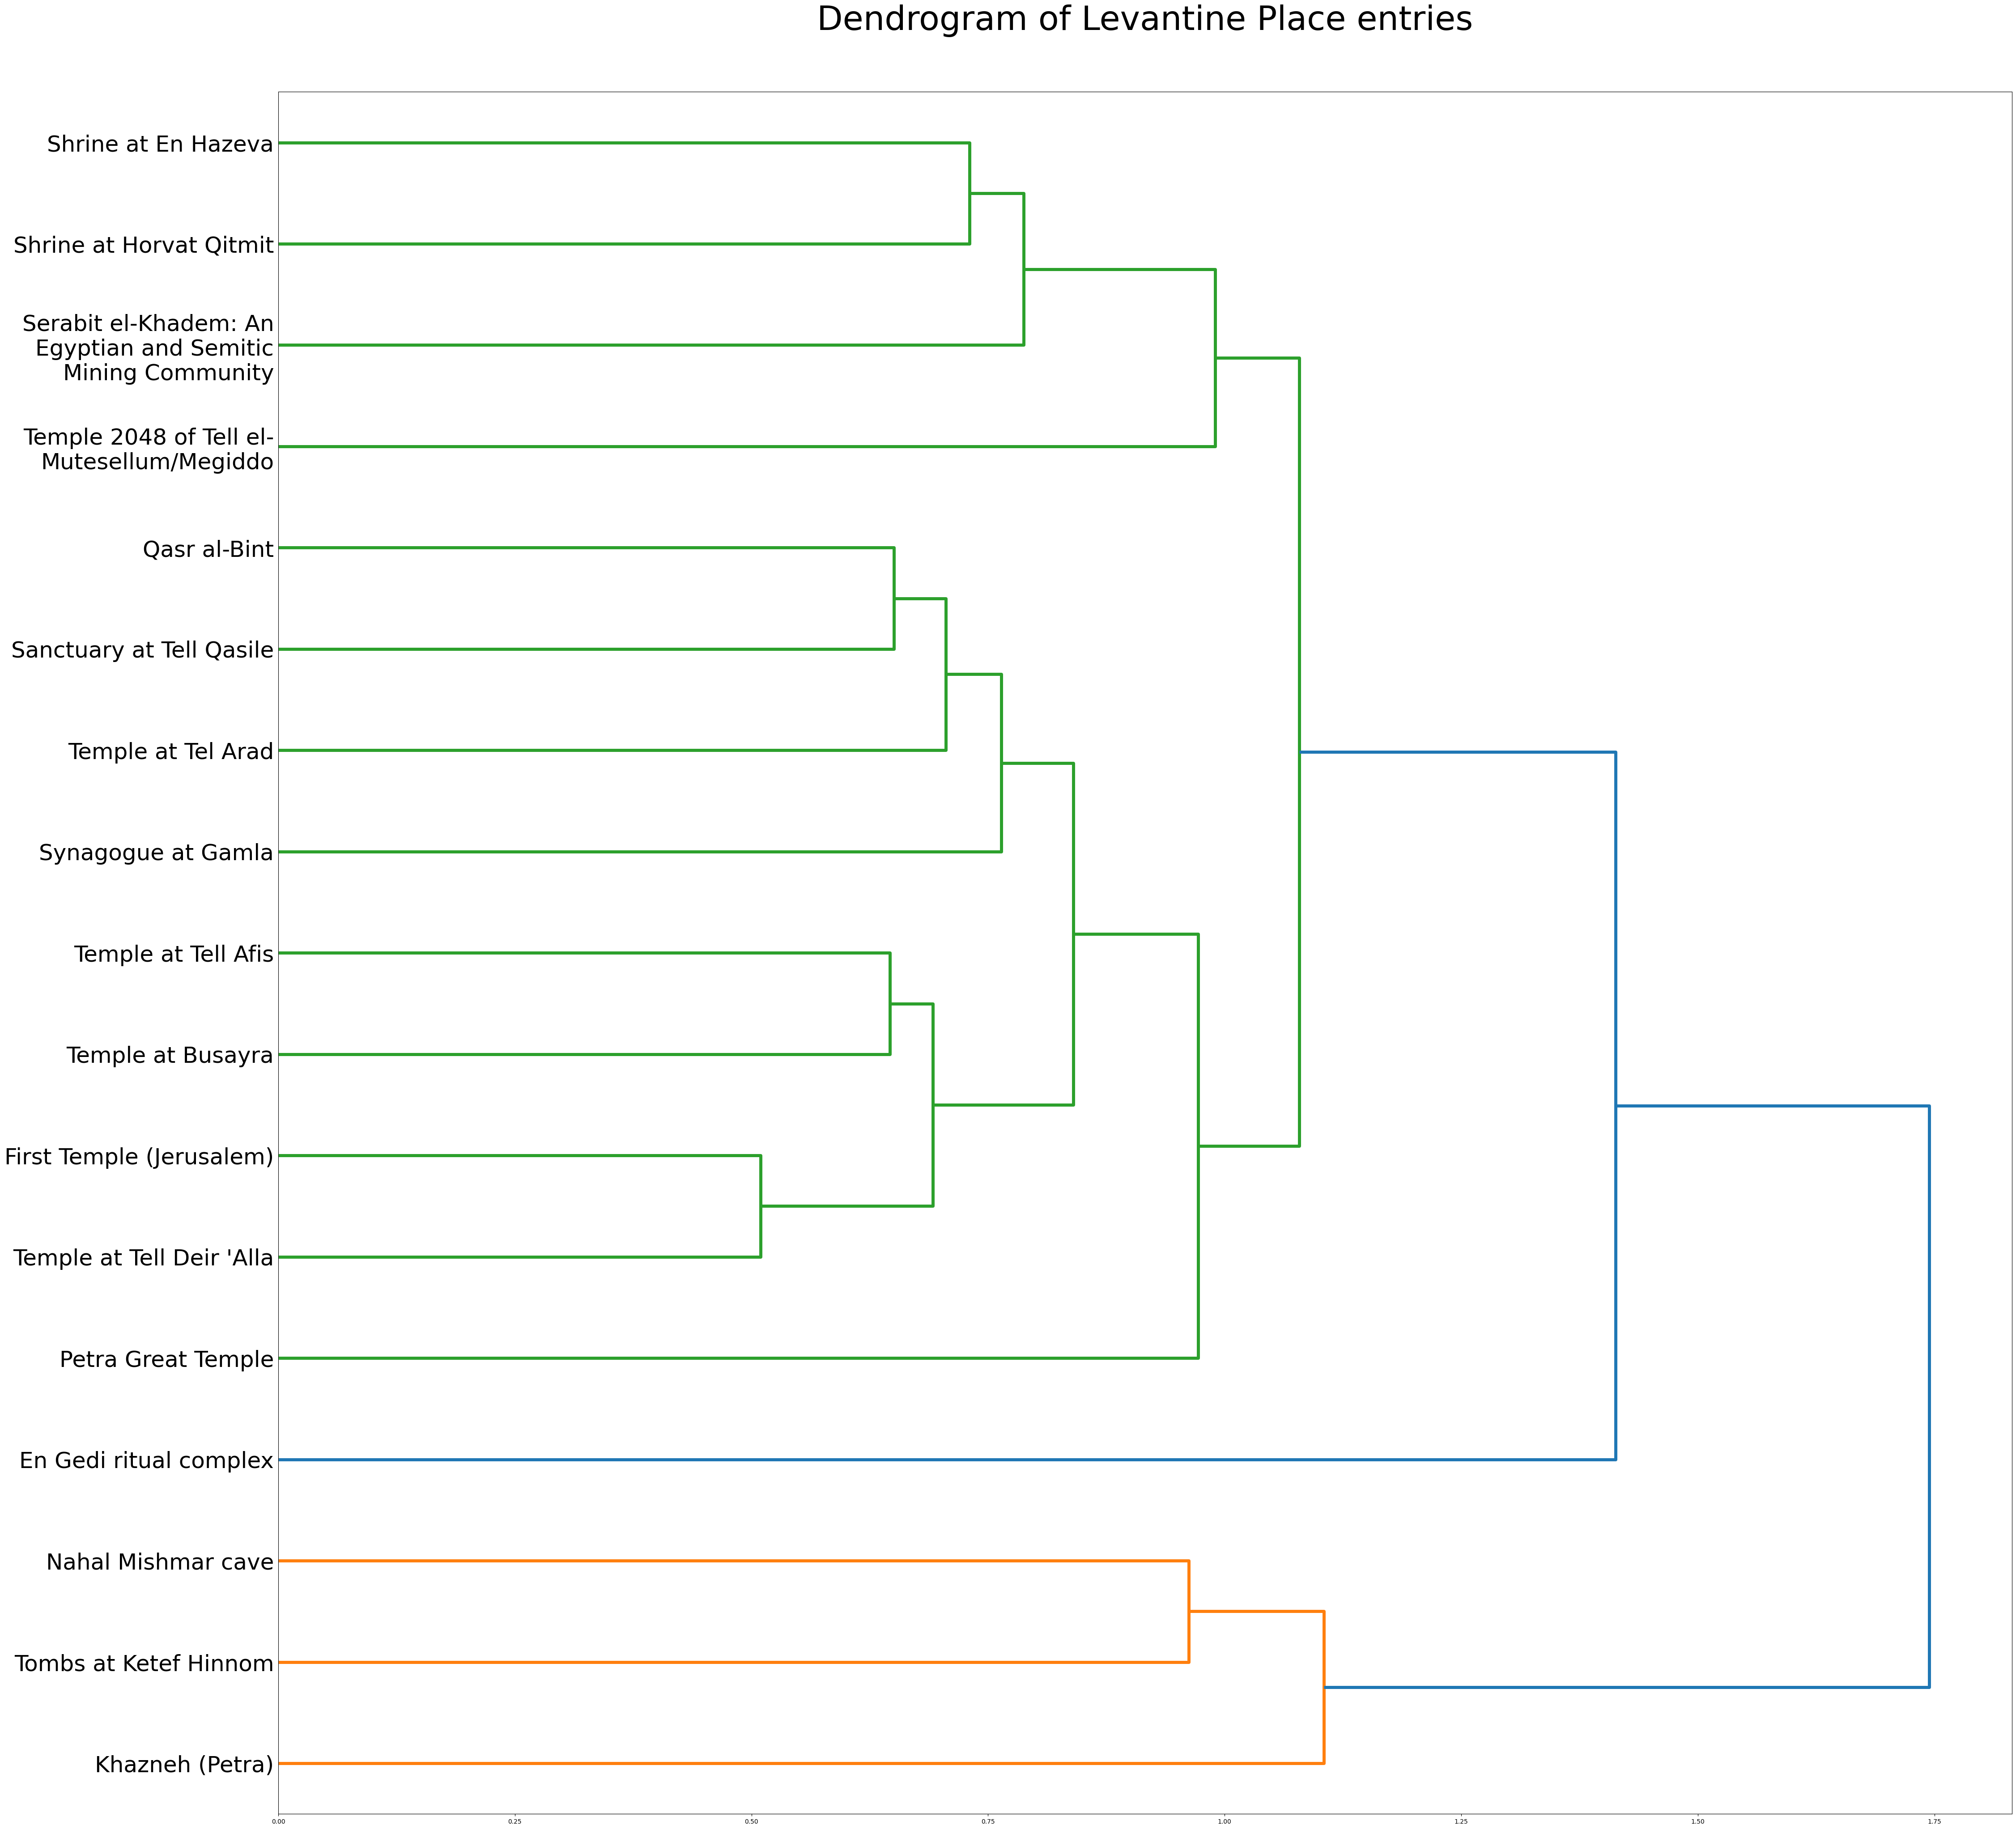 Dendrogram of Levantine Place entries
Shrine at En Hazeva
Shrine at Horvat Qitmit
Serabit el-Khadem: An
Egyptian and Semitic
Mining Community
Temple 2048 of Tell el-
Mutesellum/Megiddo
Qasr al-Bint
Sanctuary at Tell Qasile
Temple at Tel Arad
Synagogue at Gamla
Temple at Tell Afis
Temple at Busayra
First Temple (Jerusalem)
Temple at Tell Deir 'Alla
Petra Great Temple
En Gedi ritual complex
Nahal Mishmar cave
Tombs at Ketef Hinnom
Khazneh (Petra)
0.00 0.25 0.50 0.75 1.00 1.25 1.50 1.75